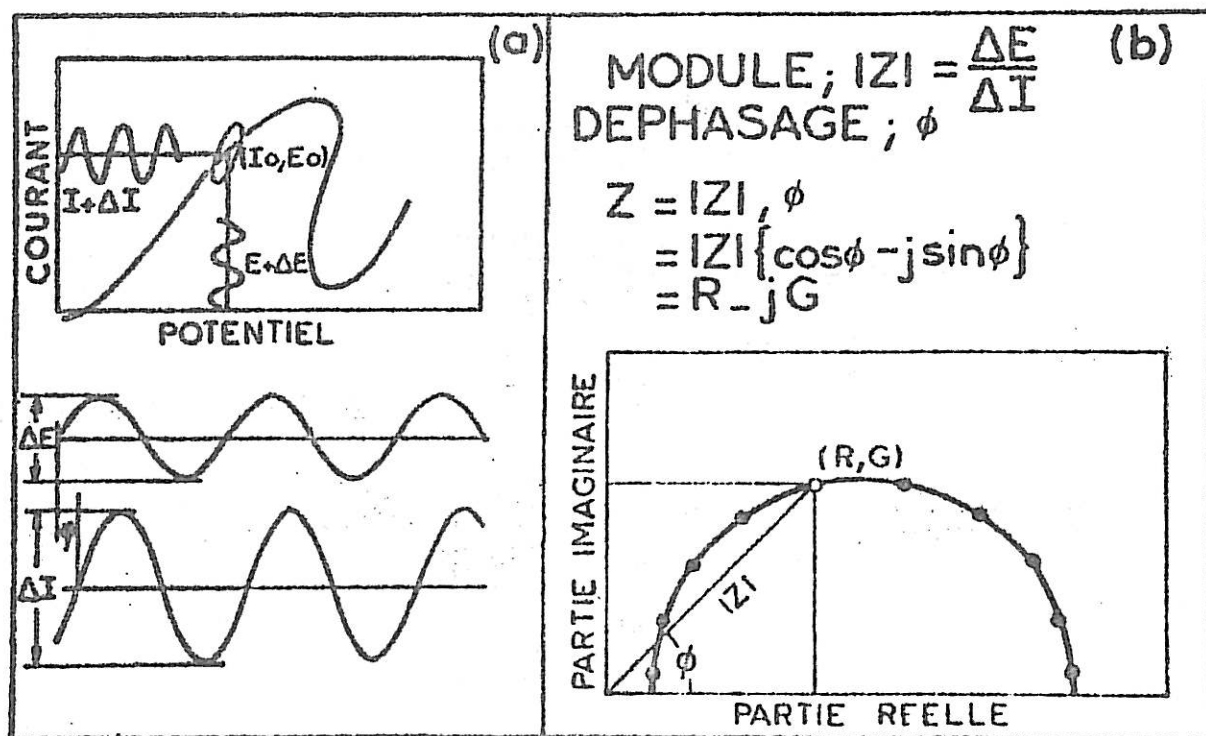 (a)
COURANT
I+ΔI
(Io,Eo)
E+ΔE
POTENTIEL
ΔE
φ
ΔI
(b)
MODULE; |Z| = ΔE/ΔI
DEPHASAGE; φ
Z = |Z|, φ
= |Z|{cosφ-jsinφ}
= R-jG
PARTIE IMAGINAIRE
(R,G)
|Z|
φ
PARTIE REELLE